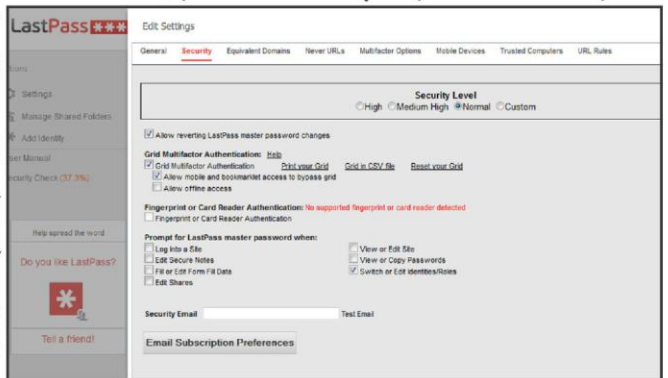 LastPass ***
Edit Settings
General Security Equivalent Domains Never URLs Multifactor Options Mobile Devices Trusted Computers URL Rules
Settings
Manage Shared Folders
Add Identity
ser Manual
ecurity Check (37.3%)
Help spread the word
Do you like LastPass?
Tell a friend!
Security Level
High Medium High Normal Custom
Allow reverting LastPass master password changes
Grid Multifactor Authentication: Help
Grid Multifactor Authentication Print your Grid Grid in CSV file Reset your Grid
Allow mobile and bookmarklet access to bypass grid
Allow offline access
Fingerprint or Card Reader Authentication: No supported fingerprint or card reader detected
Fingerprint or Card Reader Authentication
Prompt for LastPass master password when:
Log into a Site View or Edit Site
Edit Secure Notes View or Copy Passwords
Fill or Edit Form Fill Data Switch or Edit Identities/Roles
Edit Shares
Security Email Test Email
Email Subscription Preferences